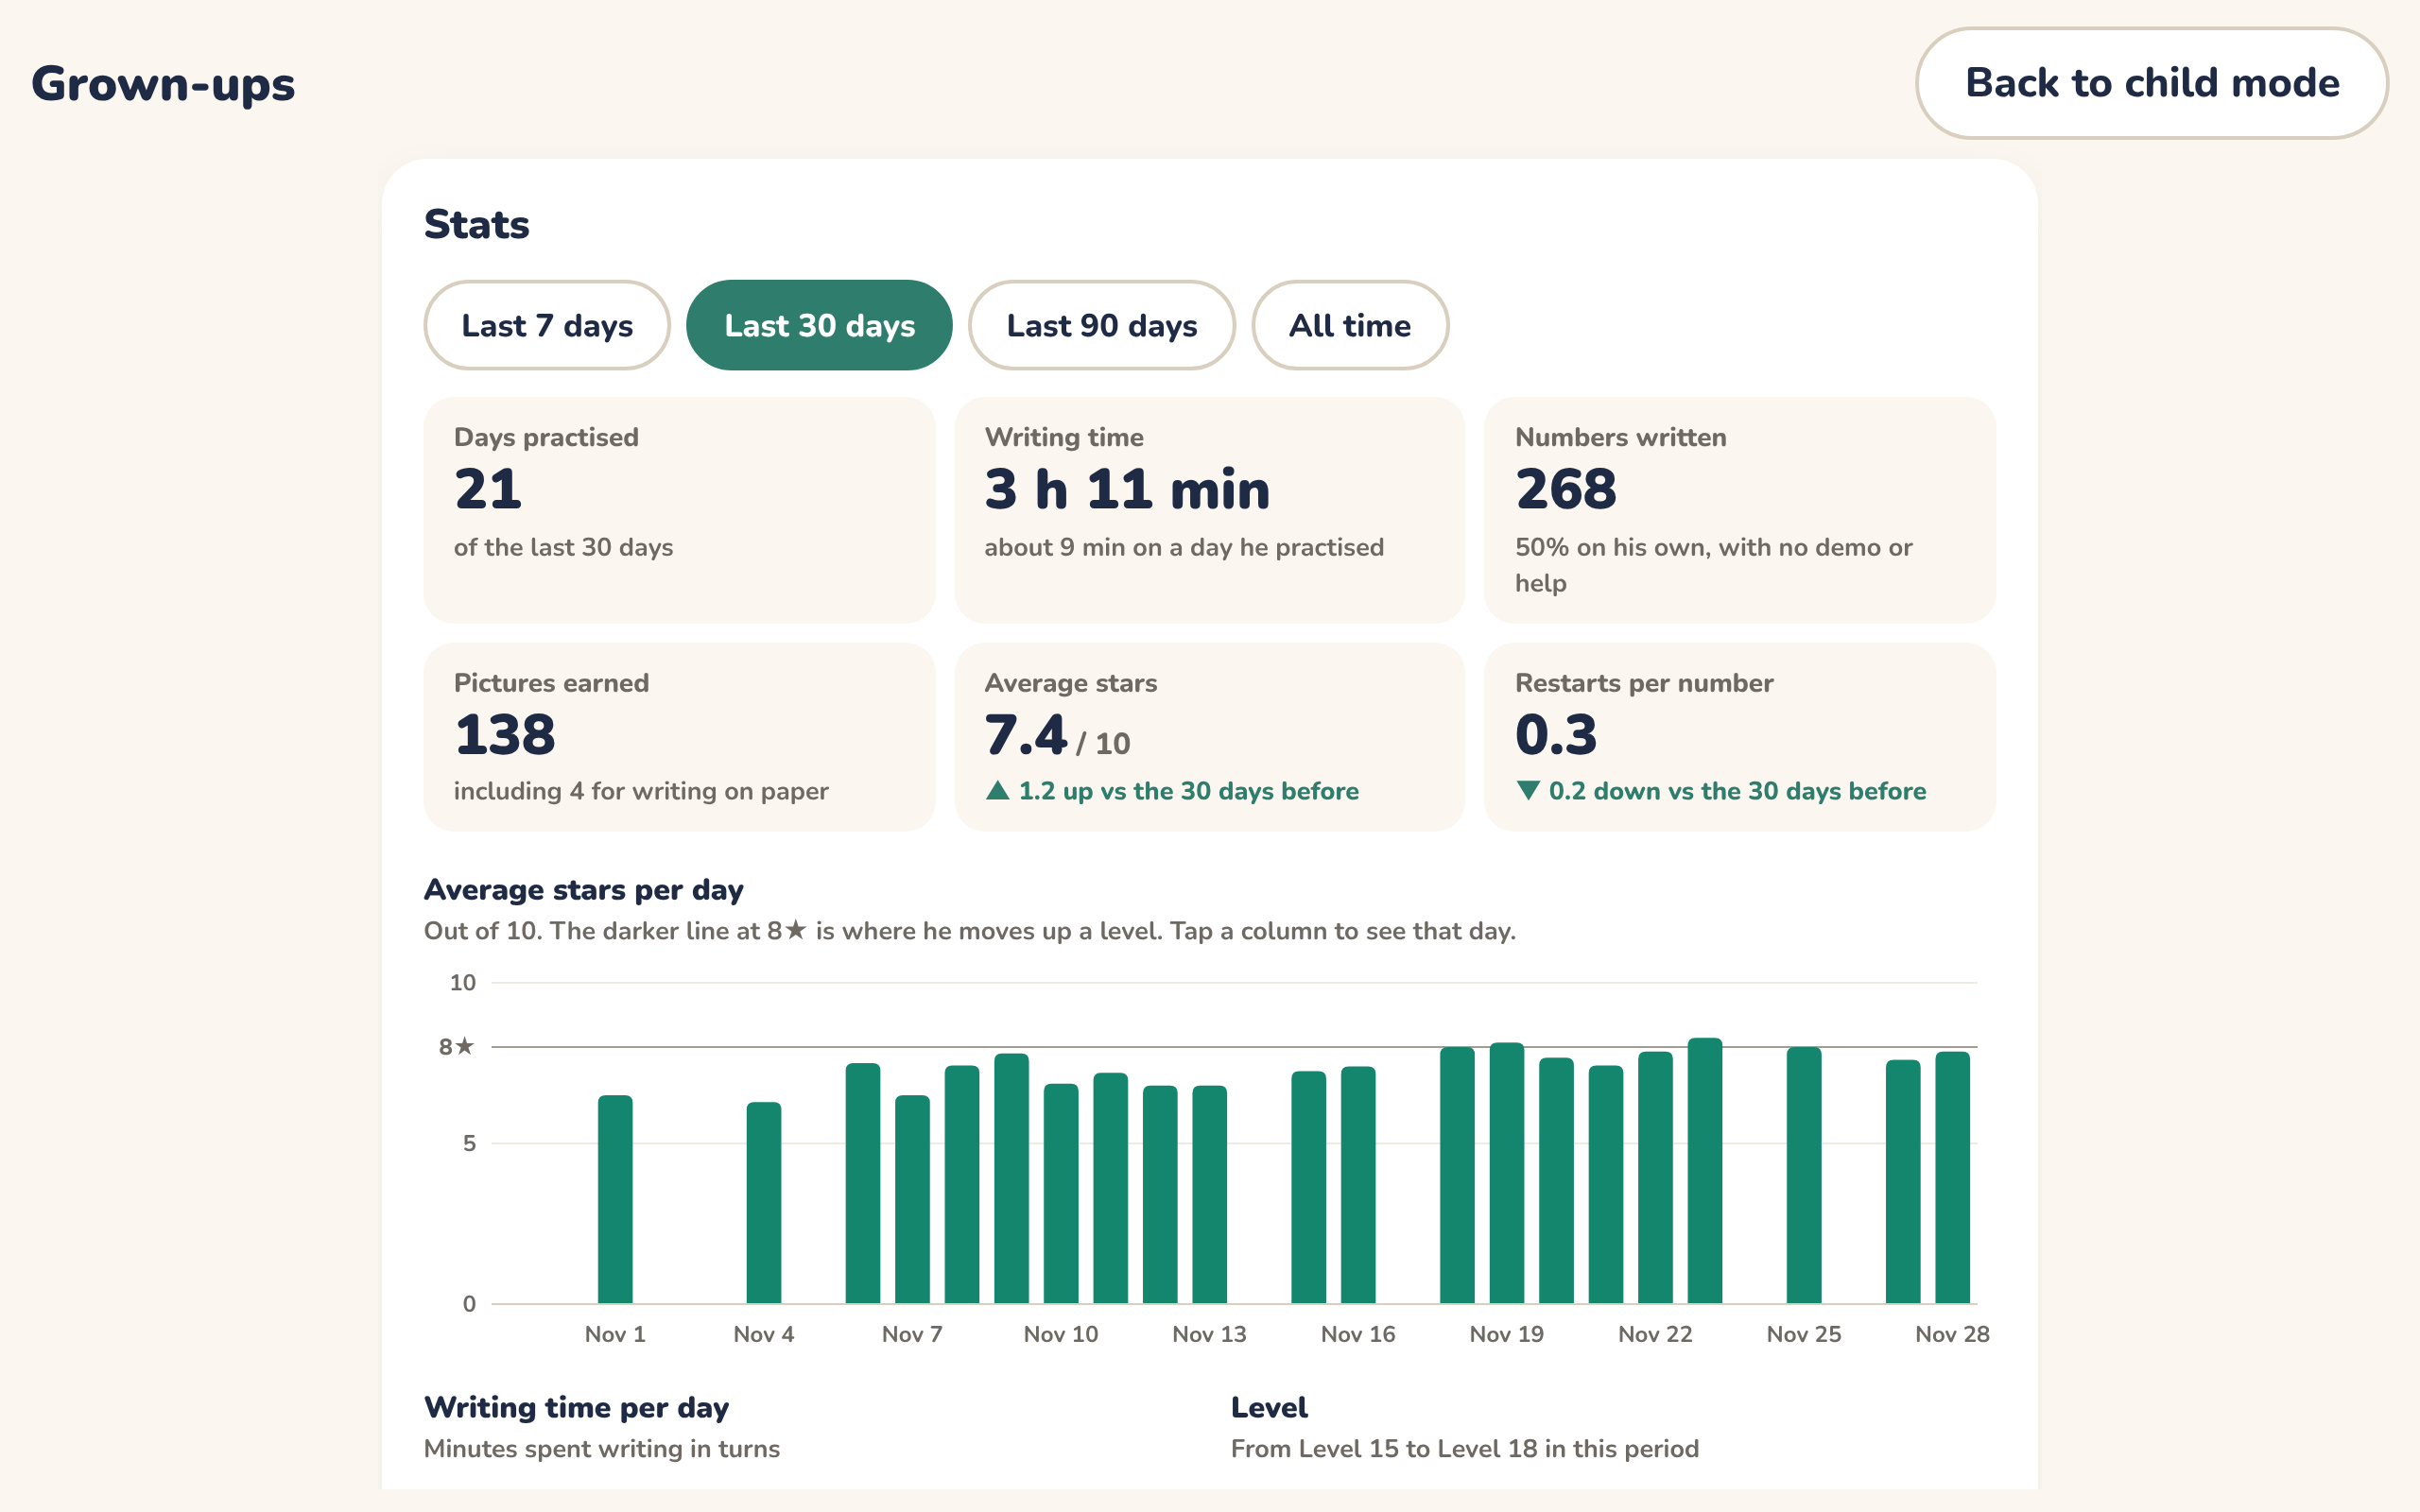 Grown-ups
Back to child mode
Stats
Last 7 days
Last 30 days
Last 90 days
All time
Days practised
21
of the last 30 days
Writing time
3 h 11 min
about 9 min on a day he practised
Numbers written
268
50% on his own, with no demo or
help
Pictures earned
138
including 4 for writing on paper
Average stars
7.4 / 10
▲ 1.2 up vs the 30 days before
Restarts per number
0.3
▼ 0.2 down vs the 30 days before
Average stars per day
Out of 10. The darker line at 8★ is where he moves up a level. Tap a column to see that day.
10
8★
5
0
Nov 1
Nov 4
Nov 7
Nov 10
Nov 13
Nov 16
Nov 19
Nov 22
Nov 25
Nov 28
Writing time per day
Minutes spent writing in turns
Level
From Level 15 to Level 18 in this period